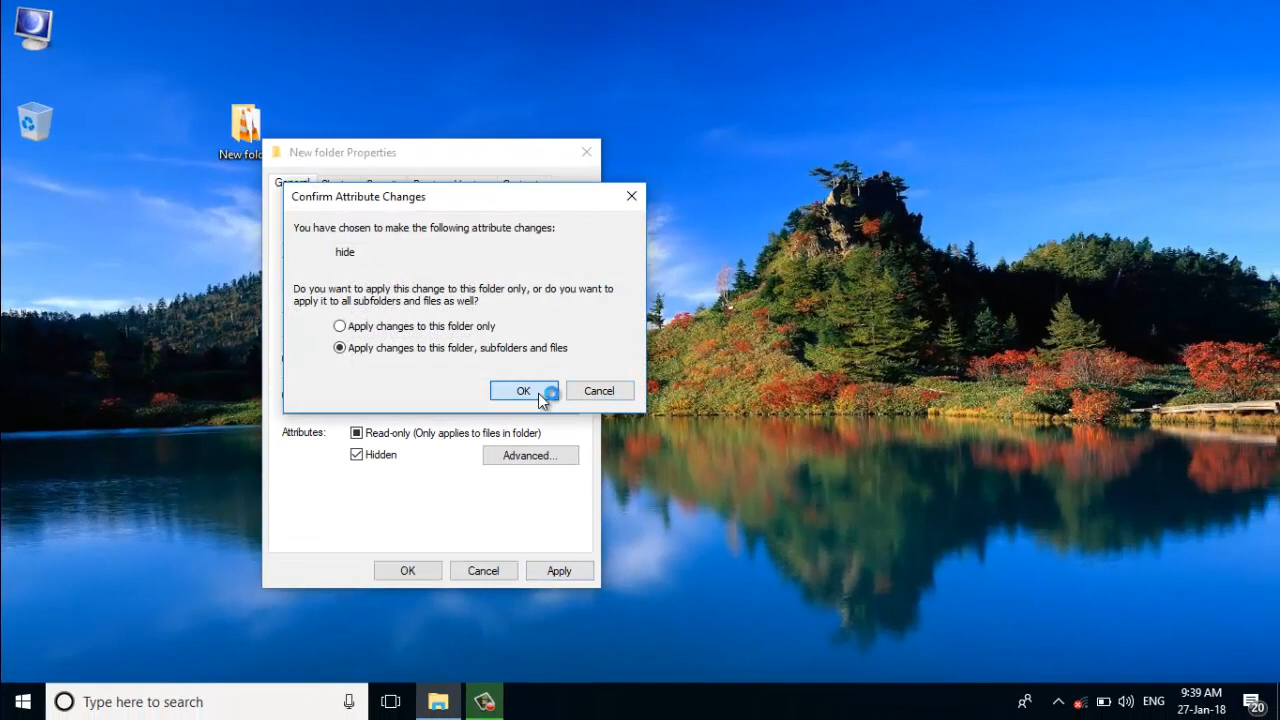 New fold
New folder Properties
General
Confirm Attribute Changes
You have chosen to make the following attribute changes:
hide
Do you want to apply this change to this folder only, or do you want to
apply it to all subfolders and files as well?
Apply changes to this folder only
Apply changes to this folder, subfolders and files
OK
Cancel
Attributes:
Read-only (Only applies to files in folder)
Hidden
Advanced...
OK
Cancel
Apply
Type here to search
ENG
9:39 AM
27-Jan-18
20